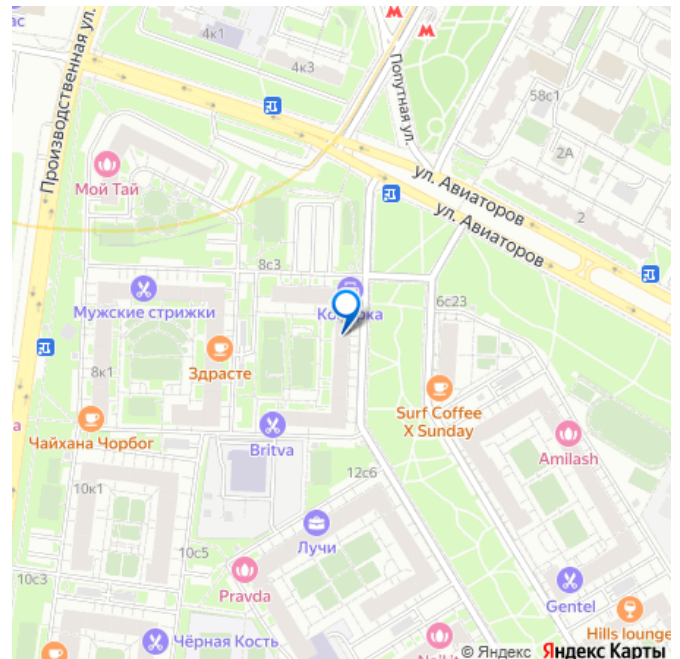 ас
4к1
4к3
Производственная ул.
М
М
Попутная ул.
58с1
2А
2
Мой Тай
ул. Авиаторов
ул. Авиаторов
8с3
Мужские стрижки
6с23
Здрасте
8к1
Surf Coffee
X Sunday
а
Чайхана Чорбог
Britva
Amilash
12с6
10к1
Лучи
10с5
Pravda
10с3
Gentel
Чёрная Кость
Hills lounge
© Яндекс Яндекс Карты